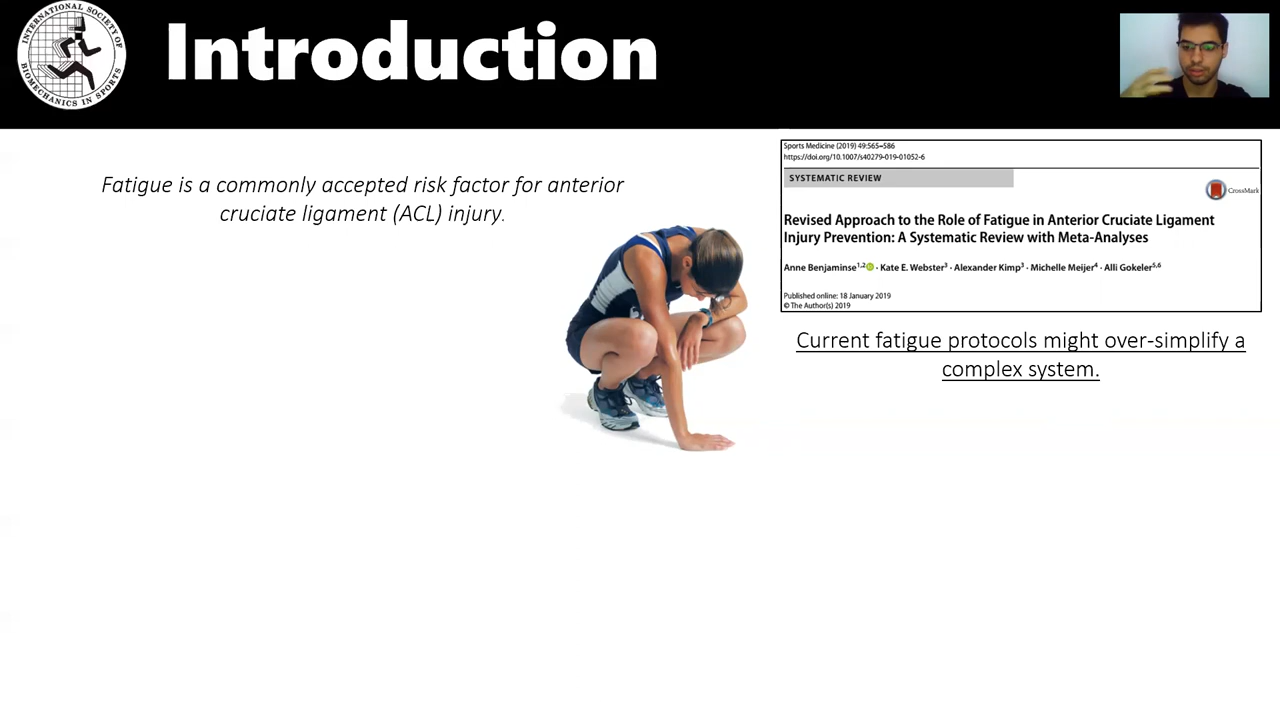 INTERNATIONAL SOCIETY OF
BIOMECHANICS IN SPORTS
Introduction
Fatigue is a commonly accepted risk factor for anterior
cruciate ligament (ACL) injury.
Sports Medicine (2019) 49:565–586
https://doi.org/10.1007/s40279-019-01052-6
SYSTEMATIC REVIEW
CrossMark
Revised Approach to the Role of Fatigue in Anterior Cruciate Ligament
Injury Prevention: A Systematic Review with Meta-Analyses
Anne Benjaminse1,2 · Kate E. Webster3 · Alexander Kimp3 · Michelle Meijer4 · Alli Gokeler5,6
Published online: 18 January 2019
© The Author(s) 2019
Current fatigue protocols might over-simplify a
complex system.